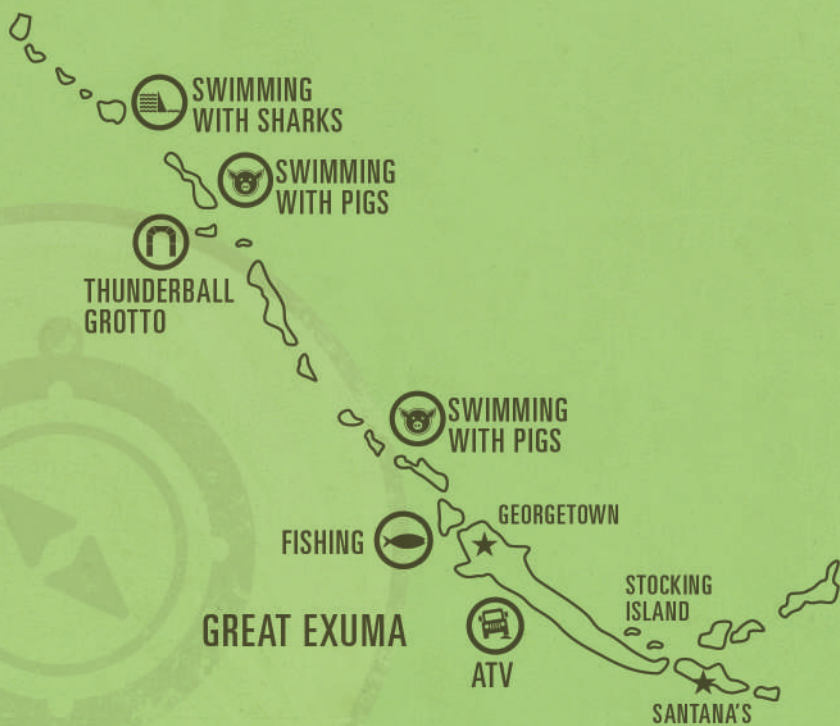 SWIMMING
WITH SHARKS
SWIMMING
WITH PIGS
THUNDERBALL
GROTTO
SWIMMING
WITH PIGS
GEORGETOWN
FISHING
STOCKING
ISLAND
GREAT EXUMA
ATV
SANTANA'S